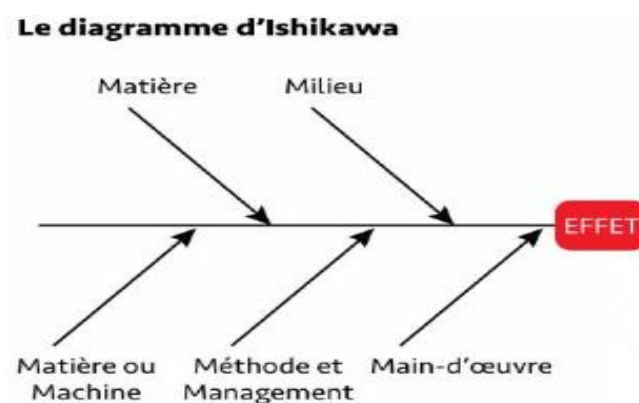 Le diagramme d'Ishikawa
Matière
Milieu
EFFET
Matière ou
Machine
Méthode et
Management
Main-d'œuvre